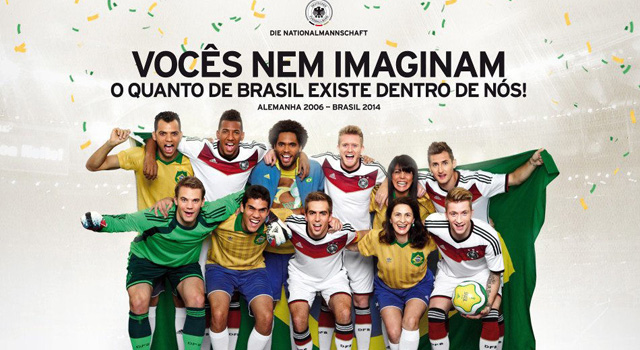 DIE NATIONALMANNSCHAFT
VOCÊS NEM IMAGINAM
O QUANTO DE BRASIL EXISTE DENTRO DE NÓS!
ALEMANHA 2006 – BRASIL 2014